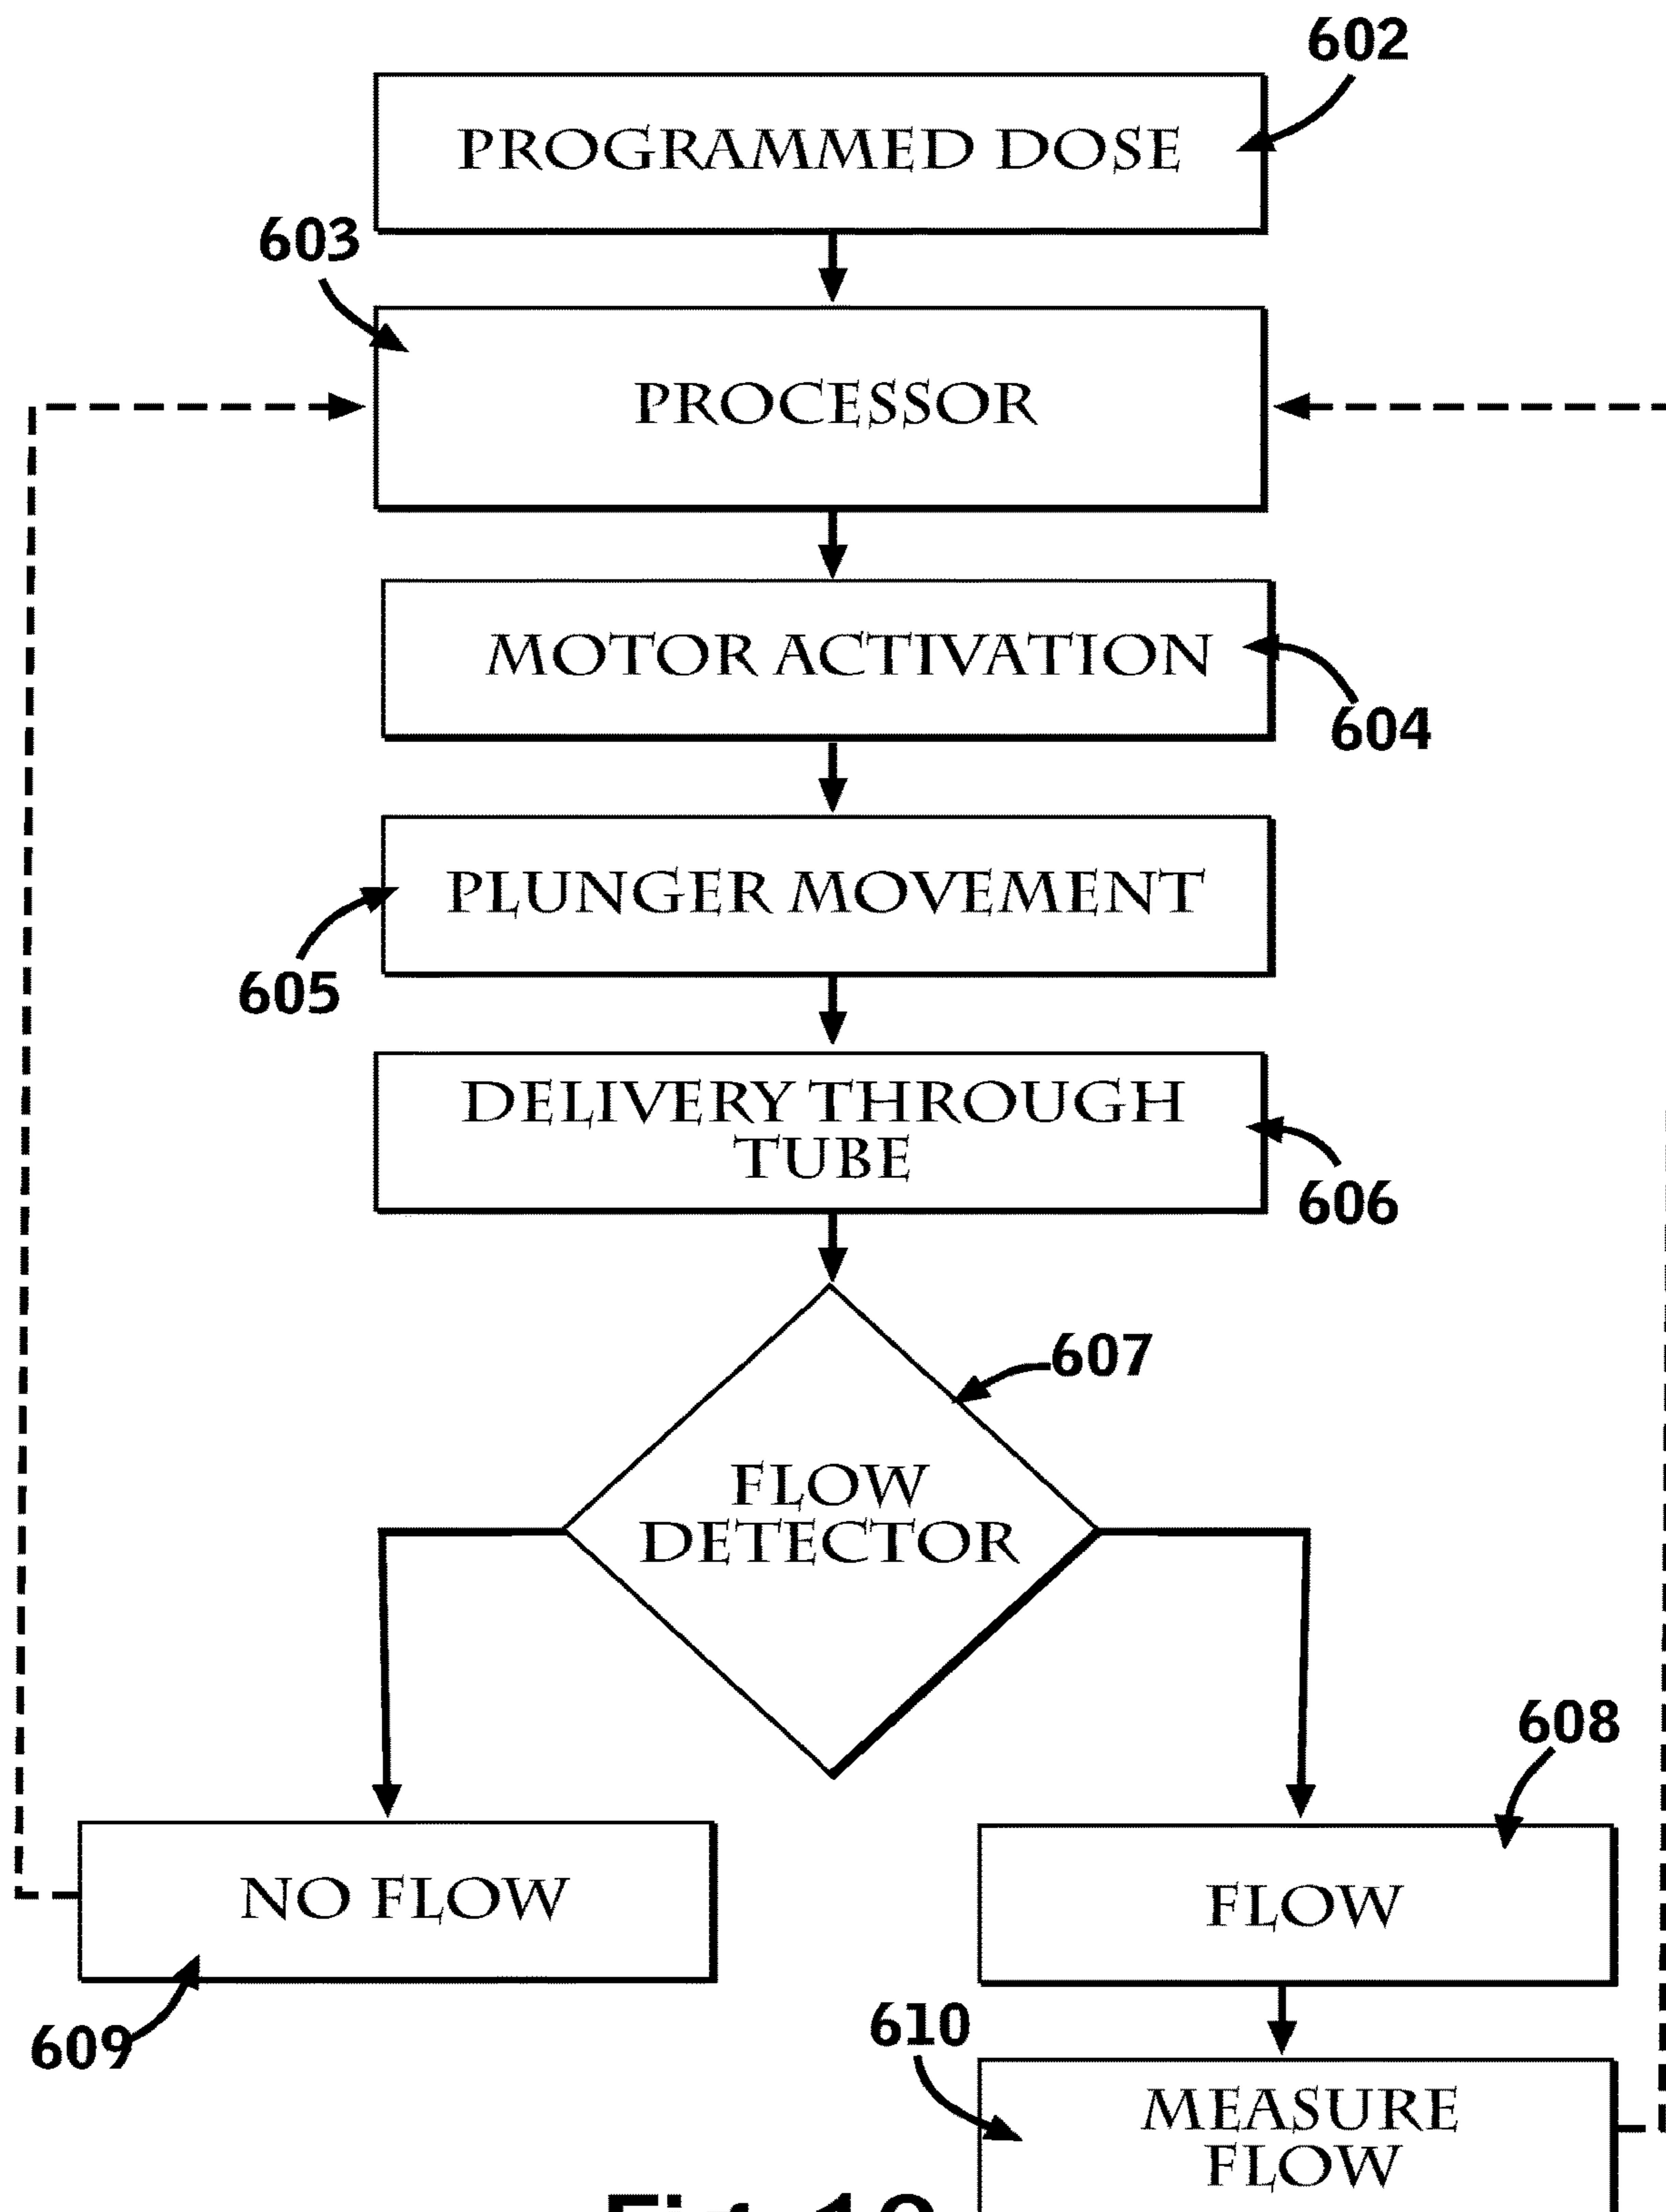 602
PROGRAMMED DOSE
603
PROCESSOR
MOTOR ACTIVATION
604
PLUNGER MOVEMENT
605
DELIVERY THROUGH
TUBE
606
607
FLOW
DETECTOR
608
NO FLOW
FLOW
609
610
MEASURE
FLOW